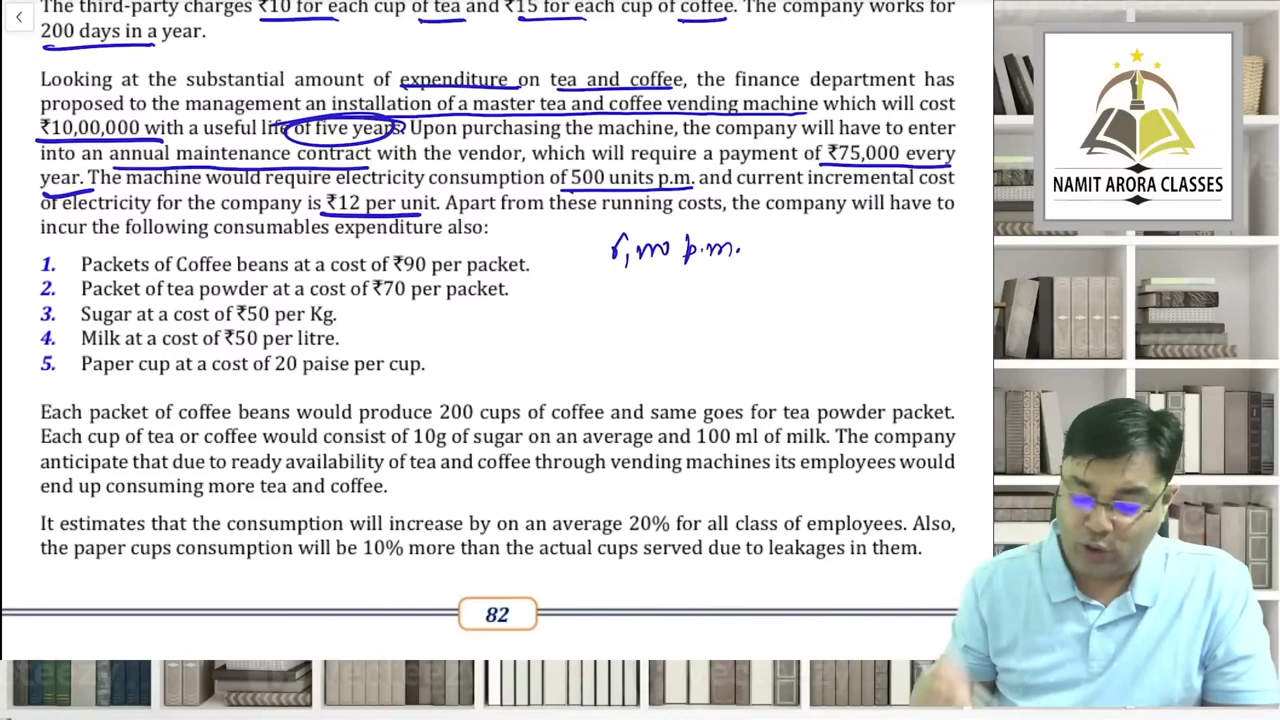 The third-party charges ₹10 for each cup of tea and ₹15 for each cup of coffee. The company works for
200 days in a year.
Looking at the substantial amount of expenditure on tea and coffee, the finance department has
proposed to the management an installation of a master tea and coffee vending machine which will cost
₹10,00,000 with a useful life of five years. Upon purchasing the machine, the company will have to enter
into an annual maintenance contract with the vendor, which will require a payment of ₹75,000 every
year. The machine would require electricity consumption of 500 units p.m. and current incremental cost
of electricity for the company is ₹12 per unit. Apart from these running costs, the company will have to
incur the following consumables expenditure also:
p.m.
1. Packets of Coffee beans at a cost of ₹90 per packet.
2. Packet of tea powder at a cost of ₹70 per packet.
3. Sugar at a cost of ₹50 per Kg.
4. Milk at a cost of ₹50 per litre.
5. Paper cup at a cost of 20 paise per cup.
Each packet of coffee beans would produce 200 cups of coffee and same goes for tea powder packet.
Each cup of tea or coffee would consist of 10g of sugar on an average and 100 ml of milk. The company
anticipate that due to ready availability of tea and coffee through vending machines its employees would
end up consuming more tea and coffee.
It estimates that the consumption will increase by on an average 20% for all class of employees. Also,
the paper cups consumption will be 10% more than the actual cups served due to leakages in them.
82
NAMIT ARORA CLASSES